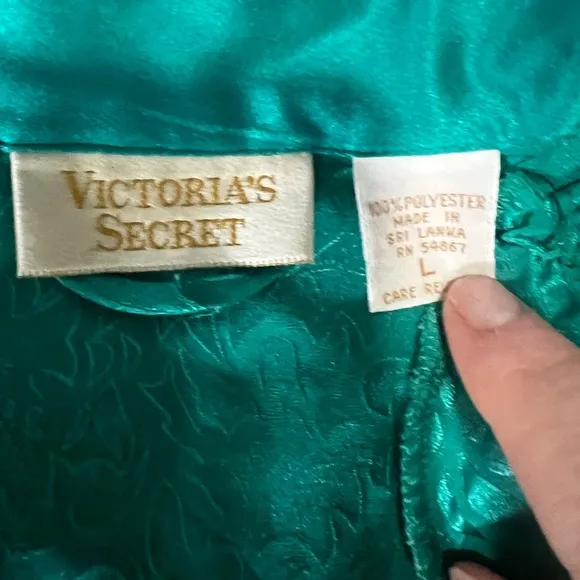 VICTORIA'S
SECRET
100% POLYESTER
MADE IN
SRI LANKA
RN 54867
L
CARE